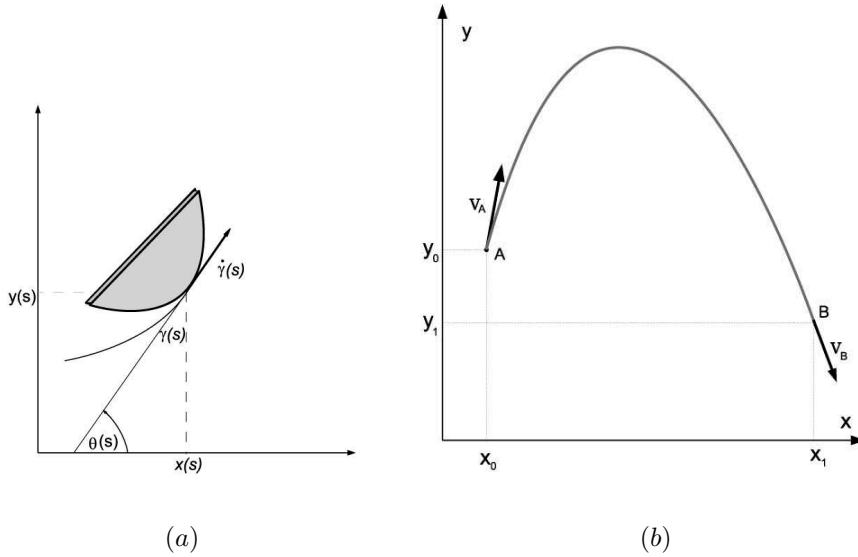 y(s)
γ̇(s)
γ(s)
θ(s)
x(s)
(a)
y
V_A
y_0
A
y_1
B
V_B
x
x_0
x_1
(b)